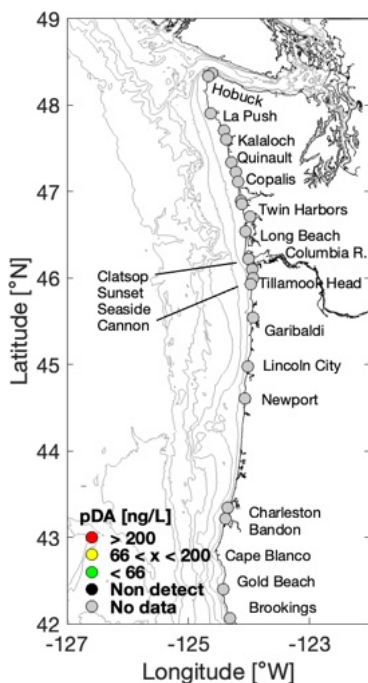 49
48
47
46
45
44
43
42
Latitude [°N]
Hobuck
La Push
Kalaloch
Quinault
Copalis
Twin Harbors
Long Beach
Columbia R.
Clatsop
Sunset
Seaside
Cannon
Tillamook Head
Garibaldi
Lincoln City
Newport
Charleston
Bandon
Cape Blanco
Gold Beach
Brookings
pDA [ng/L]
> 200
66 < x < 200
< 66
Non detect
No data
-127
-125
-123
Longitude [°W]